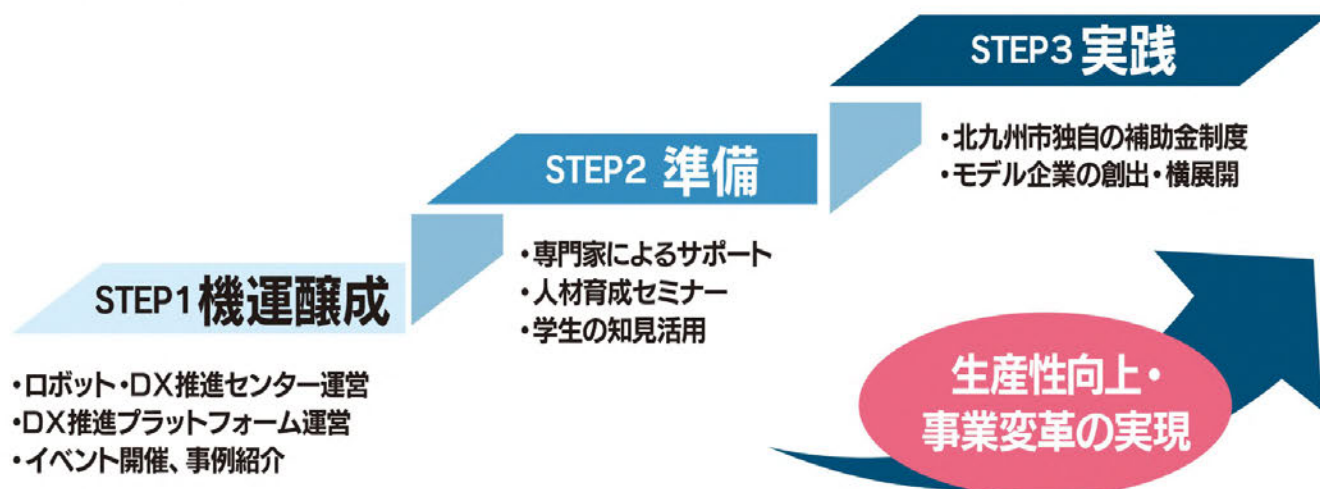 STEP1 機運醸成
・ロボット・DX推進センター運営
・DX推進プラットフォーム運営
・イベント開催、事例紹介
STEP2 準備
・専門家によるサポート
・人材育成セミナー
・学生の知見活用
STEP3 実践
・北九州市独自の補助金制度
・モデル企業の創出・横展開
生産性向上・
事業変革の実現